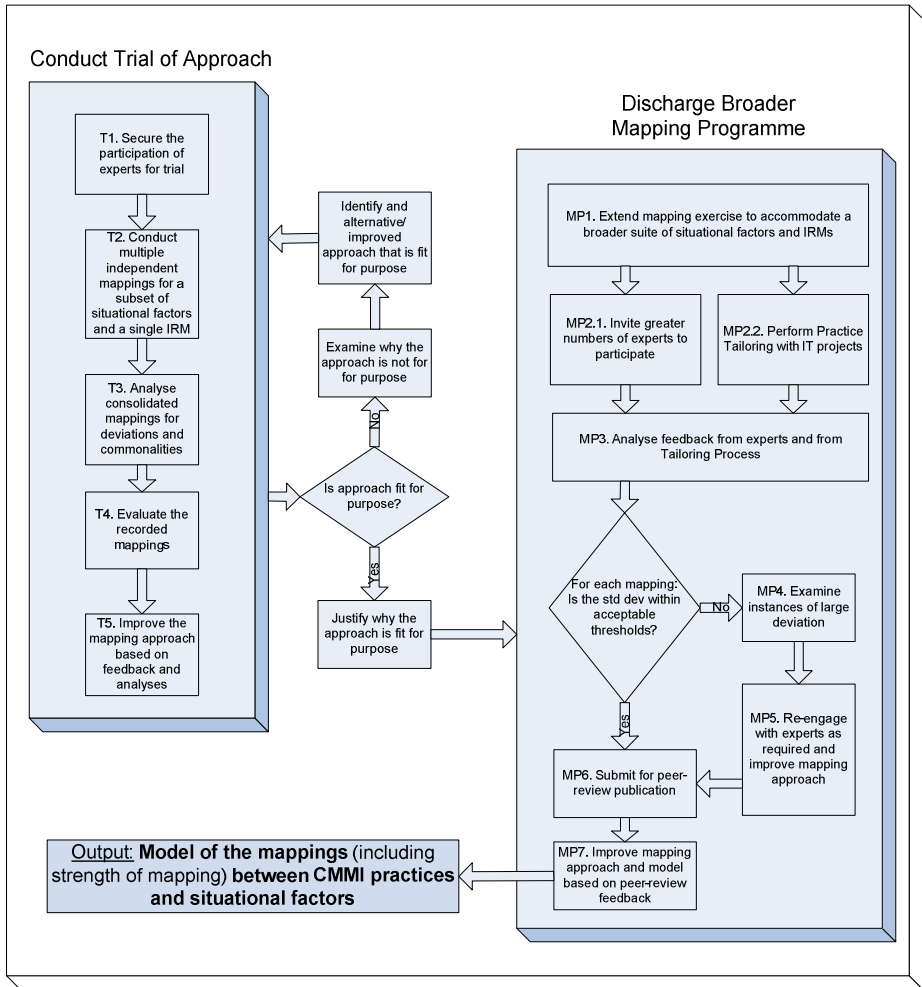 Conduct Trial of Approach
T1. Secure the
participation of
experts for trial
T2. Conduct
multiple
independent
mappings for a
subset of
situational factors
and a single IRM
T3. Analyse
consolidated
mappings for
deviations and
commonalities
T4. Evaluate the
recorded
mappings
T5. Improve the
mapping approach
based on
feedback and
analyses
Identify and
alternative/
improved
approach that is fit
for purpose
Examine why the
approach is not for
for purpose
No
Is approach fit for
purpose?
Yes
Justify why the
approach is fit for
purpose
Discharge Broader
Mapping Programme
MP1. Extend mapping exercise to accommodate a
broader suite of situational factors and IRMs
MP2.1. Invite greater
numbers of experts to
participate
MP2.2. Perform Practice
Tailoring with IT projects
MP3. Analyse feedback from experts and from
Tailoring Process
For each mapping:
Is the std dev within
acceptable
thresholds?
No
MP4. Examine
instances of large
deviation
Yes
MP5. Re-engage
with experts as
required and
improve mapping
approach
MP6. Submit for peer-
review publication
MP7. Improve mapping
approach and model
based on peer-review
feedback
Output: Model of the mappings (including
strength of mapping) between CMMI practices
and situational factors